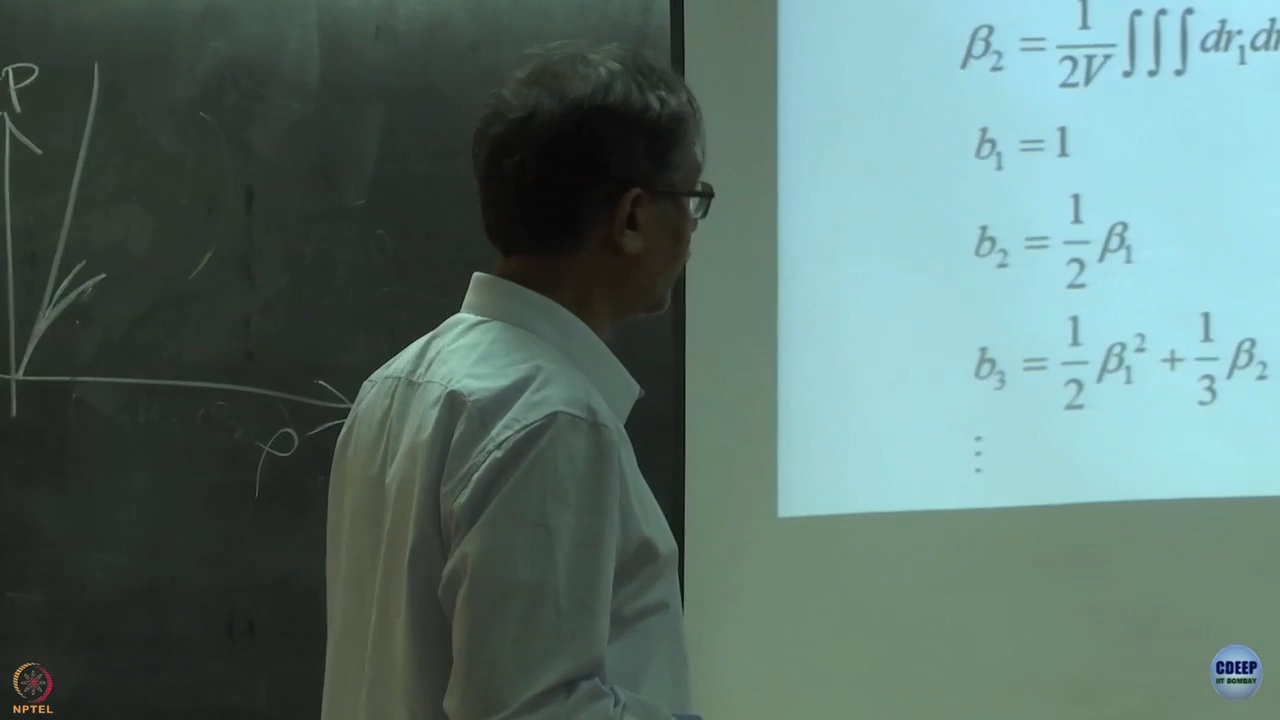 P
ρ
β₂ = 1/2V ∫∫∫ dr₁d
b₁ = 1
b₂ = 1/2 β₁
b₃ = 1/2 β₁² + 1/3 β₂
⋮
NPTEL
CDEEP
IIT BOMBAY